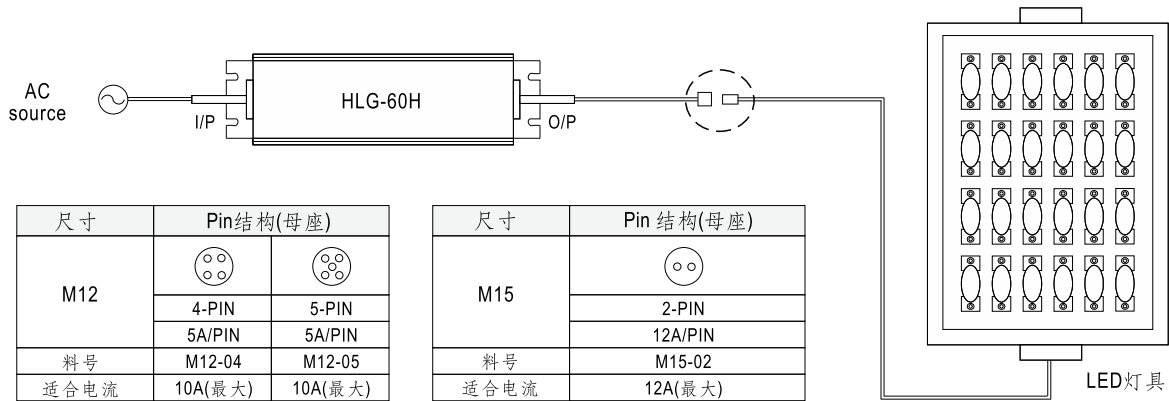 AC
source
I/P
HLG-60H
O/P
尺寸 Pin结构(母座)
M12
4-PIN 5-PIN
5A/PIN 5A/PIN
料号 M12-04 M12-05
适合电流 10A(最大) 10A(最大)
尺寸 Pin 结构(母座)
M15
2-PIN
12A/PIN
料号 M15-02
适合电流 12A(最大)
LED灯具